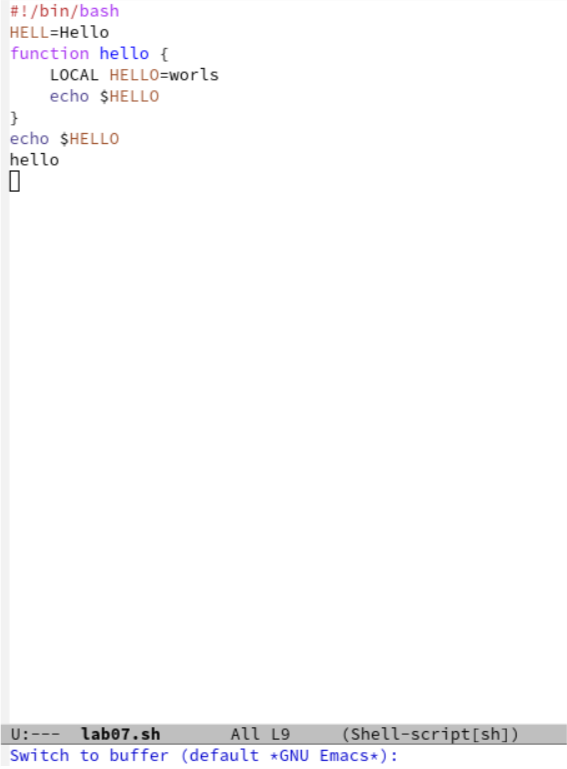 #!/bin/bash
HELL=Hello
function hello {
    LOCAL HELLO=worls
    echo $HELLO
}
echo $HELLO
hello
U:---  lab07.sh       All L9     (Shell-script[sh])
Switch to buffer (default *GNU Emacs*):